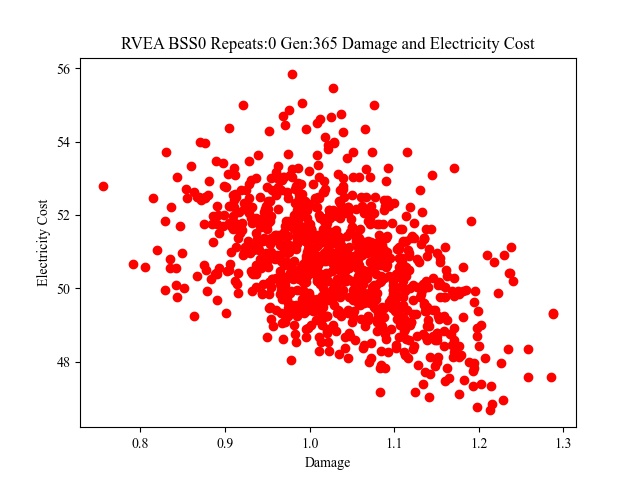 RVEA BSS0 Repeats:0 Gen:365 Damage and Electricity Cost
56
54
52
50
48
Electricity Cost
0.8 0.9 1.0 1.1 1.2 1.3
Damage